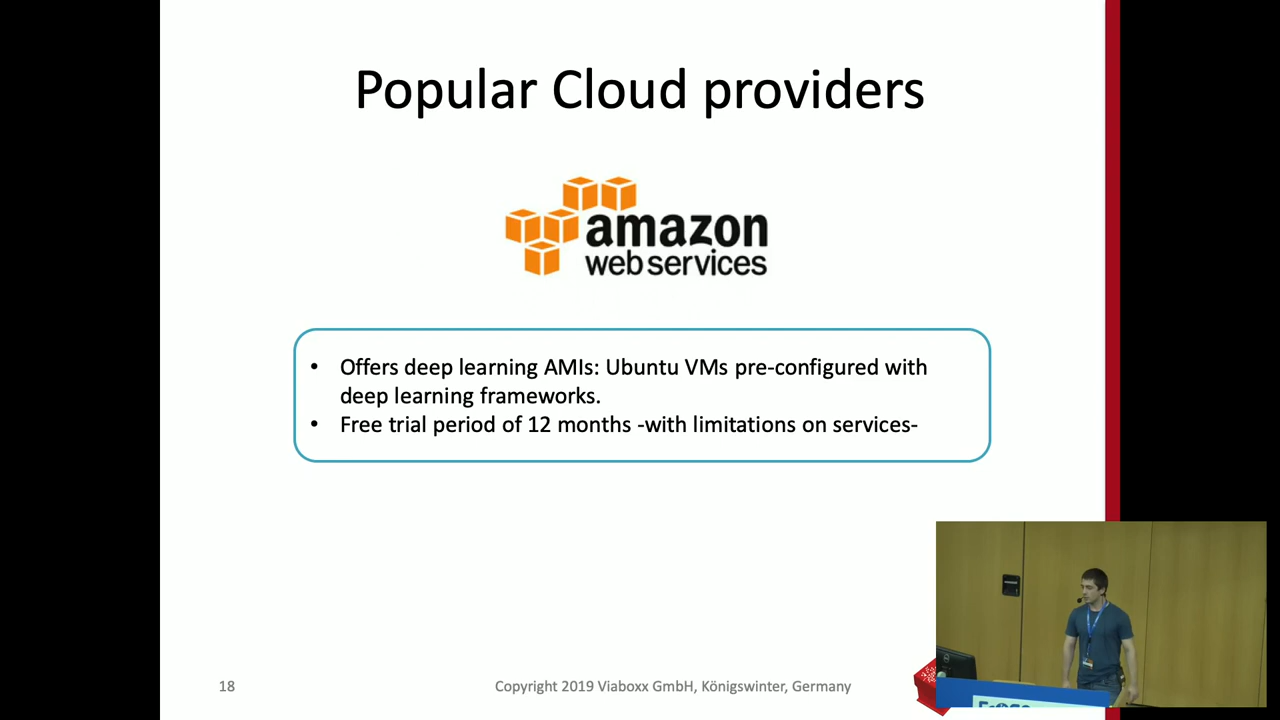 Popular Cloud providers
amazon
web services
• Offers deep learning AMIs: Ubuntu VMs pre-configured with
deep learning frameworks.
• Free trial period of 12 months -with limitations on services-
18
Copyright 2019 Viaboxx GmbH, Königswinter, Germany